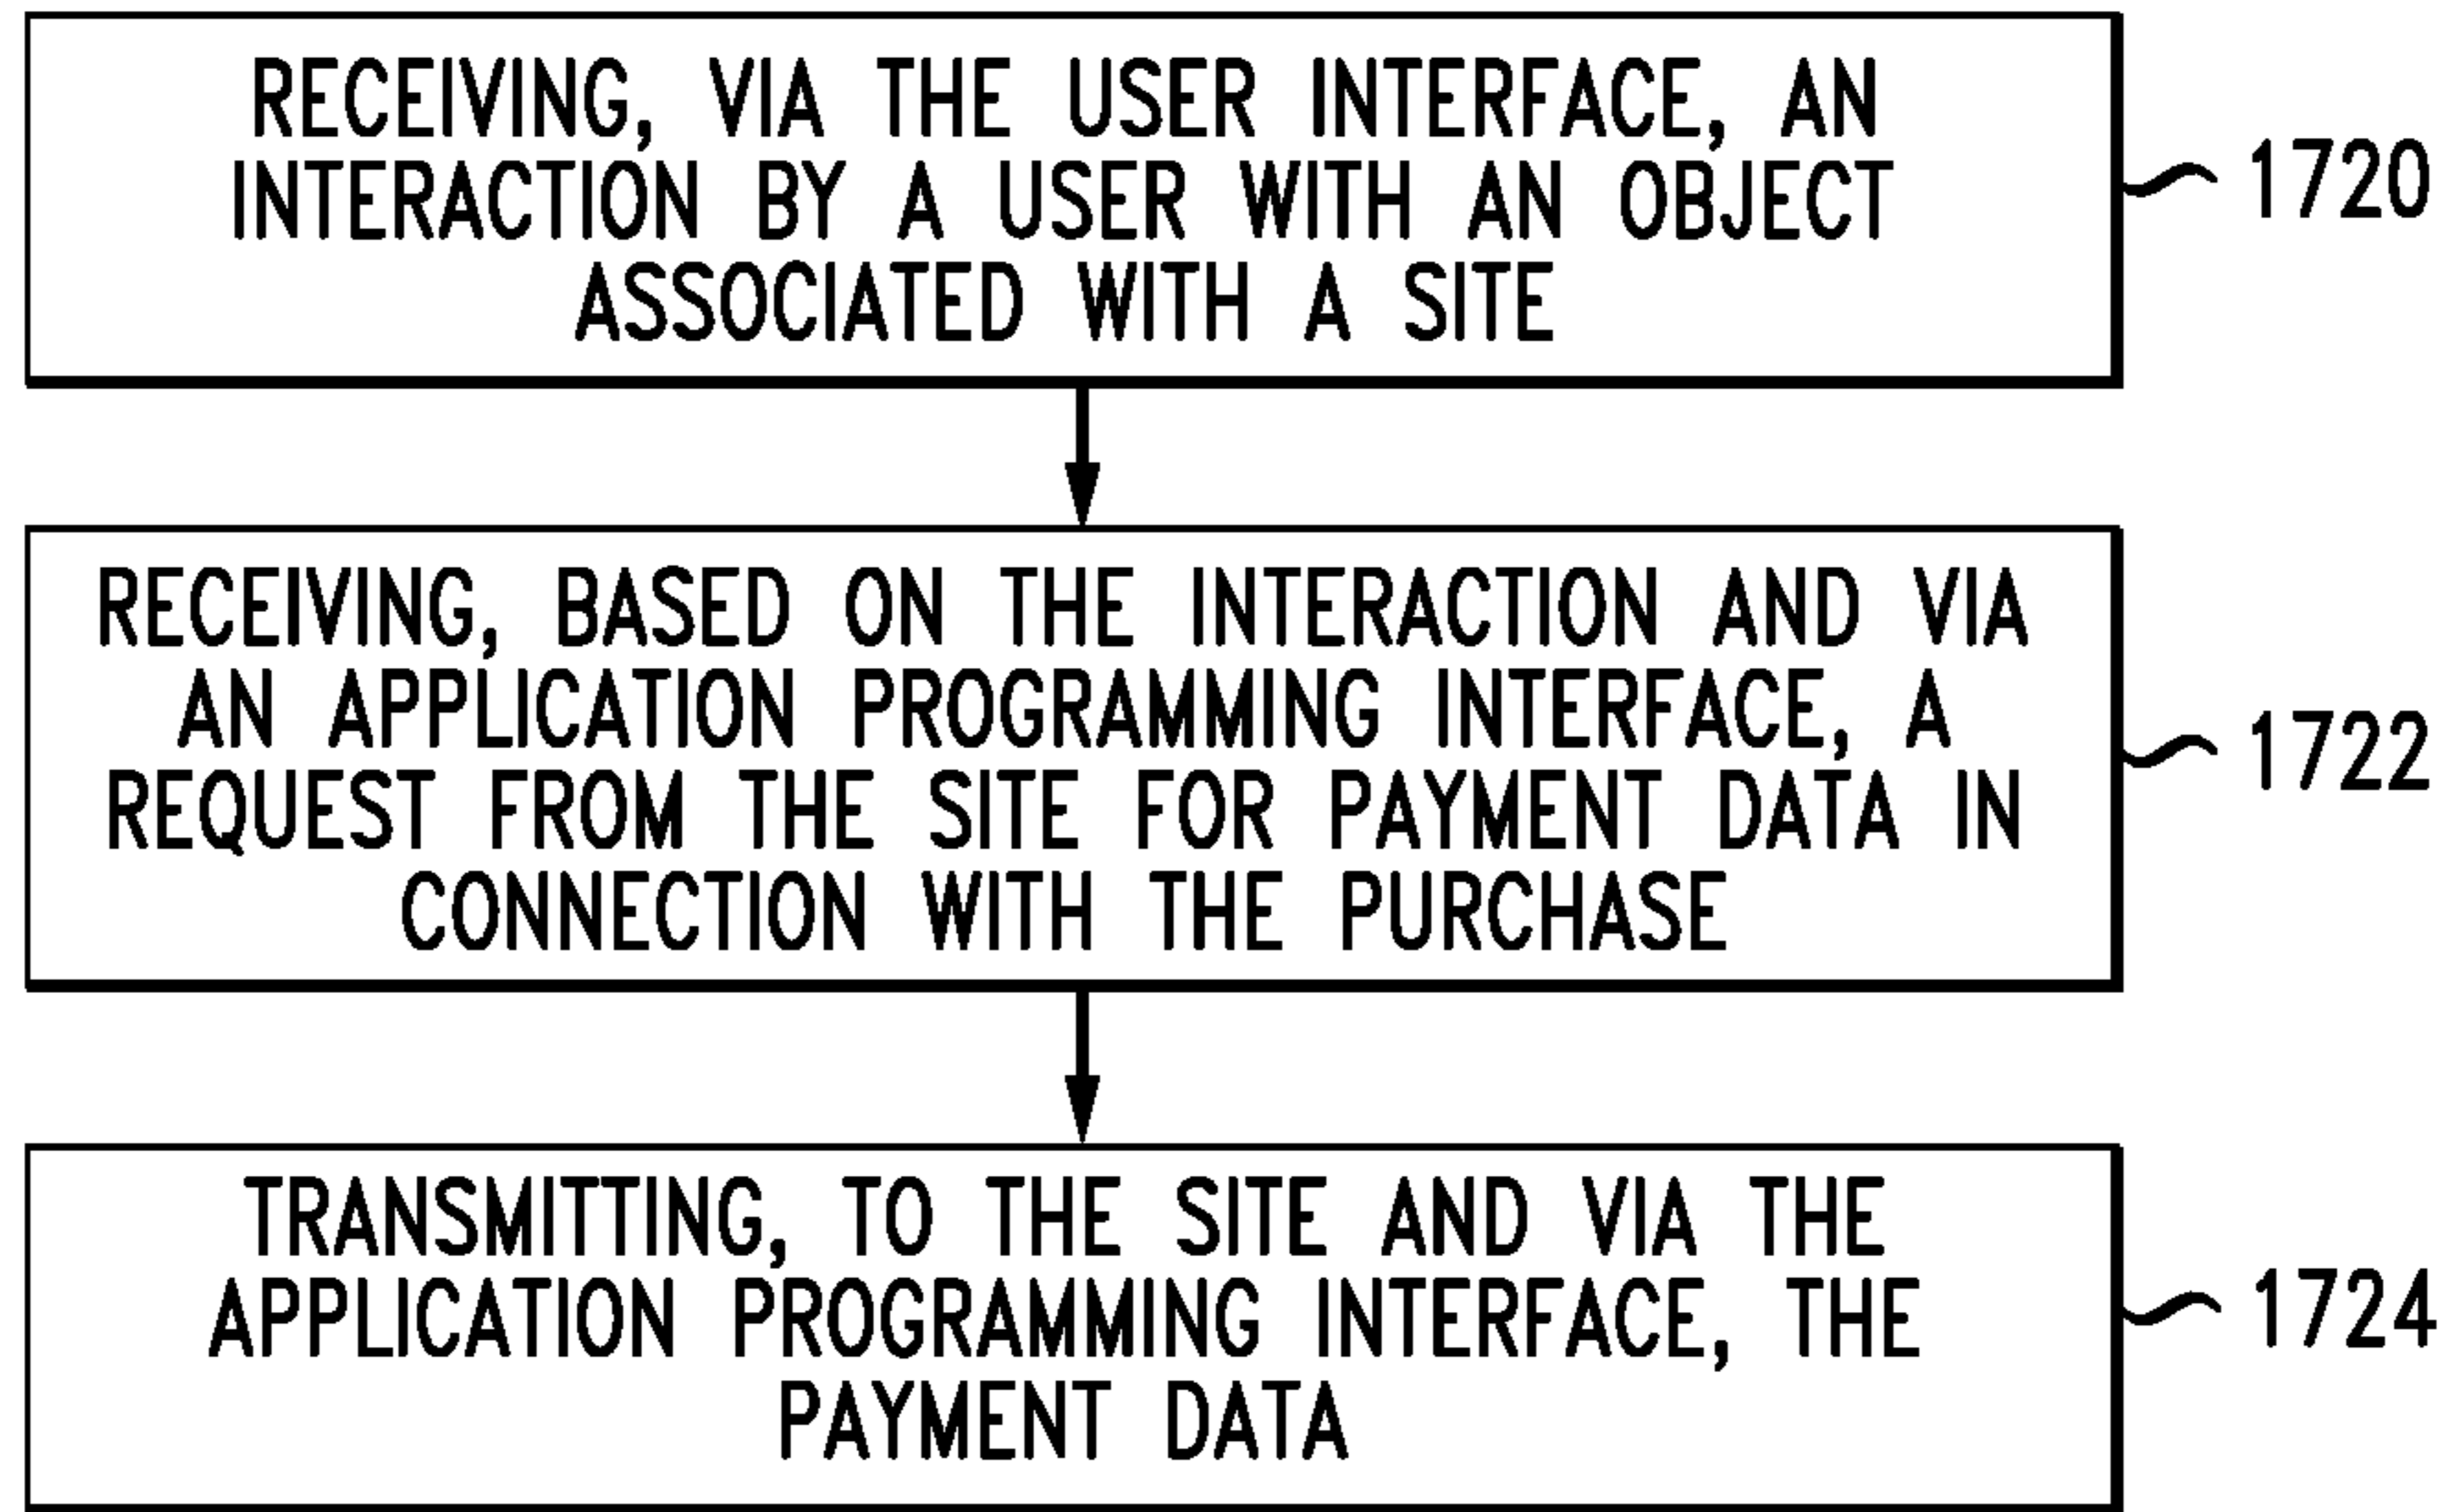 RECEIVING, VIA THE USER INTERFACE, AN
INTERACTION BY A USER WITH AN OBJECT
ASSOCIATED WITH A SITE
1720
RECEIVING, BASED ON THE INTERACTION AND VIA
AN APPLICATION PROGRAMMING INTERFACE, A
REQUEST FROM THE SITE FOR PAYMENT DATA IN
CONNECTION WITH THE PURCHASE
1722
TRANSMITTING, TO THE SITE AND VIA THE
APPLICATION PROGRAMMING INTERFACE, THE
PAYMENT DATA
1724